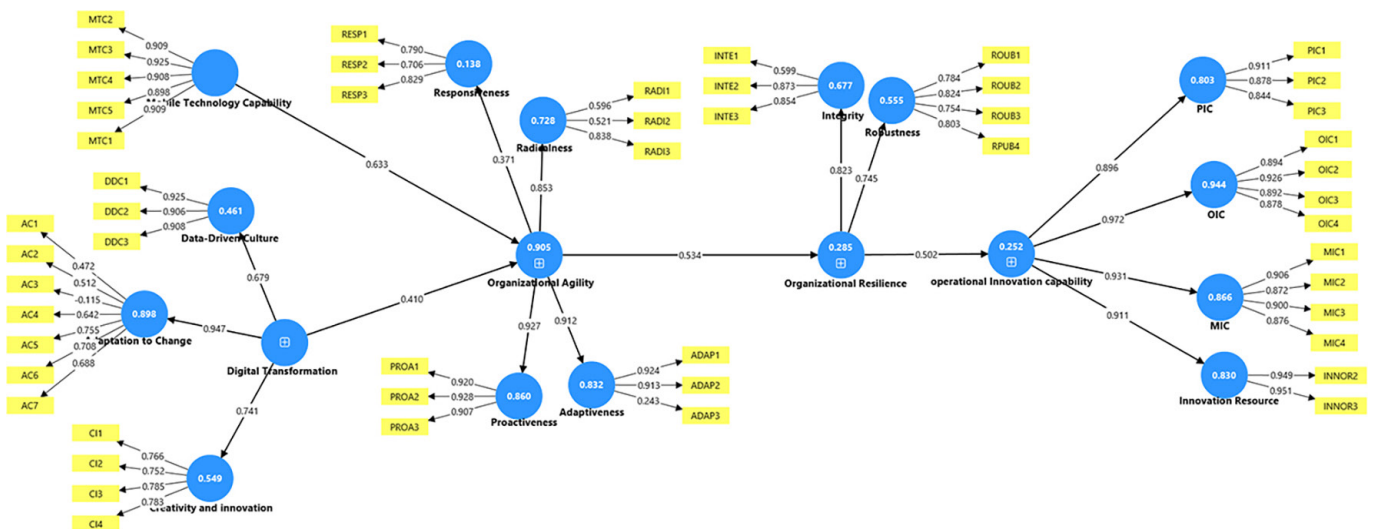 MTC2
MTC3
MTC4
MTC5
MTC1
0.909
0.925
0.908
0.898
0.909
Mobile Technology Capability
0.633
RESP1
RESP2
RESP3
0.790
0.706
0.829
0.138
Responsiveness
0.371
RADI1
RADI2
RADI3
0.596
0.521
0.838
0.728
Radicalness
0.853
INTE1
INTE2
INTE3
0.599
0.873
0.854
0.677
Integrity
0.823
ROUB1
ROUB2
ROUB3
RPUB4
0.784
0.824
0.754
0.803
0.555
Robustness
0.745
PIC1
PIC2
PIC3
0.911
0.878
0.844
0.803
PIC
0.896
OIC1
OIC2
OIC3
OIC4
0.894
0.926
0.892
0.878
0.944
OIC
0.972
DDC1
DDC2
DDC3
0.925
0.906
0.908
0.461
Data-Driven Culture
0.679
AC1
AC2
AC3
AC4
AC5
AC6
AC7
0.472
0.512
-0.115
0.642
0.755
0.708
0.688
0.898
Adaptation to Change
0.947
Digital Transformation
0.410
0.905
Organizational Agility
0.534
0.285
Organizational Resilience
0.502
0.252
operational Innovation capability
MIC1
MIC2
MIC3
MIC4
0.906
0.872
0.900
0.876
0.866
MIC
0.931
0.911
0.830
Innovation Resource
0.949
0.951
INNOR2
INNOR3
0.927
0.912
PROA1
PROA2
PROA3
0.920
0.928
0.907
0.860
Proactiveness
ADAP1
ADAP2
ADAP3
0.924
0.913
0.243
0.832
Adaptiveness
0.741
CI1
CI2
CI3
CI4
0.766
0.752
0.785
0.783
0.549
Creativity and innovation